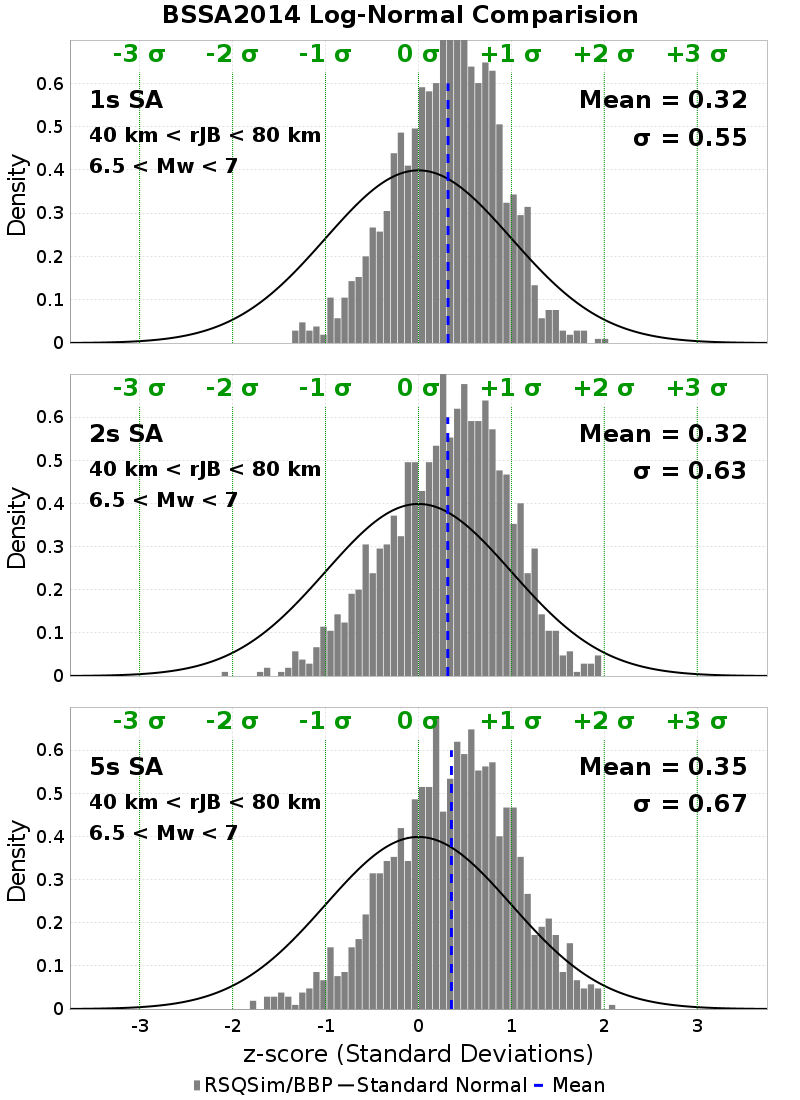 BSSA2014 Log-Normal Comparision
-3 σ -2 σ -1 σ 0 σ +1 σ +2 σ +3 σ
1s SA Mean = 0.32
40 km < rJB < 80 km σ = 0.55
6.5 < Mw < 7
0.6
0.5
0.4
0.3
0.2
0.1
0
Density
-3 σ -2 σ -1 σ 0 σ +1 σ +2 σ +3 σ
2s SA Mean = 0.32
40 km < rJB < 80 km σ = 0.63
6.5 < Mw < 7
0.6
0.5
0.4
0.3
0.2
0.1
0
Density
-3 σ -2 σ -1 σ 0 σ +1 σ +2 σ +3 σ
5s SA Mean = 0.35
40 km < rJB < 80 km σ = 0.67
6.5 < Mw < 7
0.6
0.5
0.4
0.3
0.2
0.1
0
Density
-3 -2 -1 0 1 2 3
z-score (Standard Deviations)
RSQSim/BBP Standard Normal Mean